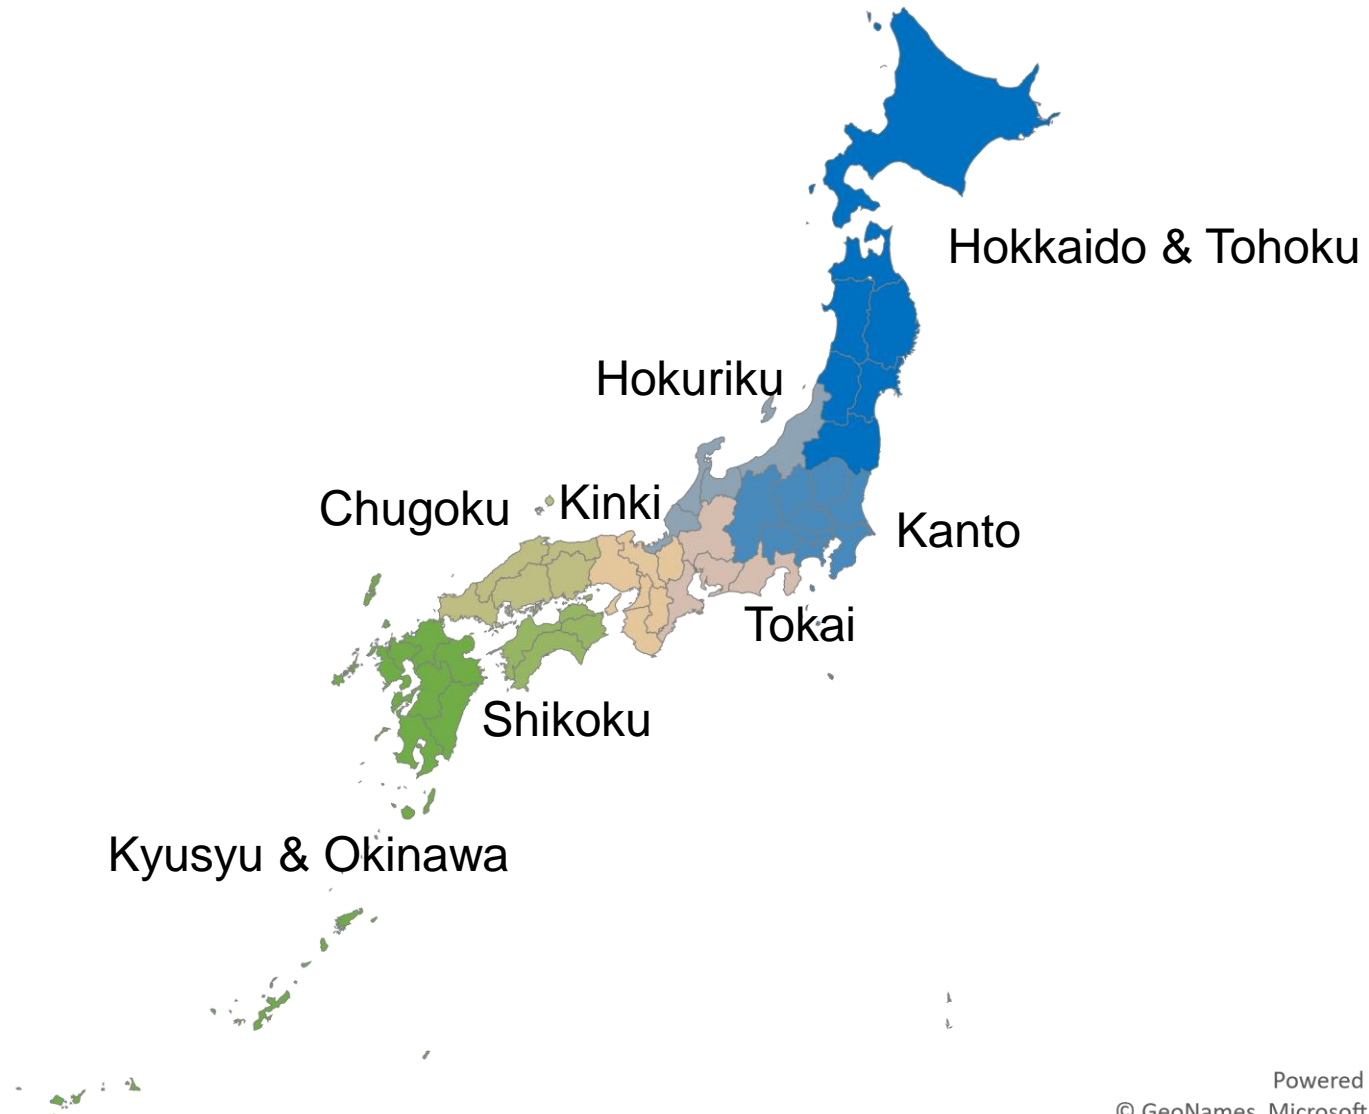 Hokkaido & Tohoku
Hokuriku
Chugoku
Kinki
Kanto
Tokai
Shikoku
Kyusyu & Okinawa
Powered
© GeoNames, Microsoft